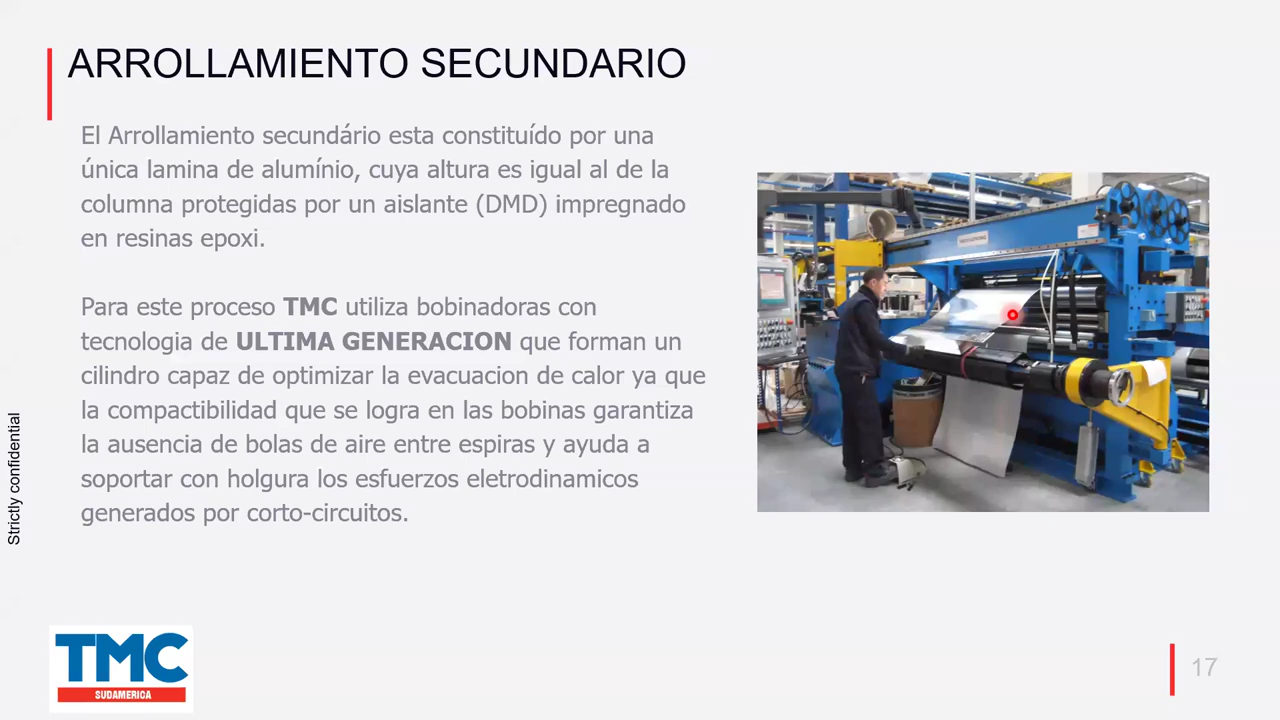 ARROLLAMIENTO SECUNDARIO
El Arrollamiento secundário esta constituído por una
única lamina de alumínio, cuya altura es igual al de la
columna protegidas por un aislante (DMD) impregnado
en resinas epoxi.
Para este proceso TMC utiliza bobinadoras con
tecnologia de ULTIMA GENERACION que forman un
cilindro capaz de optimizar la evacuacion de calor ya que
la compactibilidad que se logra en las bobinas garantiza
la ausencia de bolas de aire entre espiras y ayuda a
soportar con holgura los esfuerzos eletrodinamicos
generados por corto-circuitos.
Strictly confidential
TMC
SUDAMERICA
17